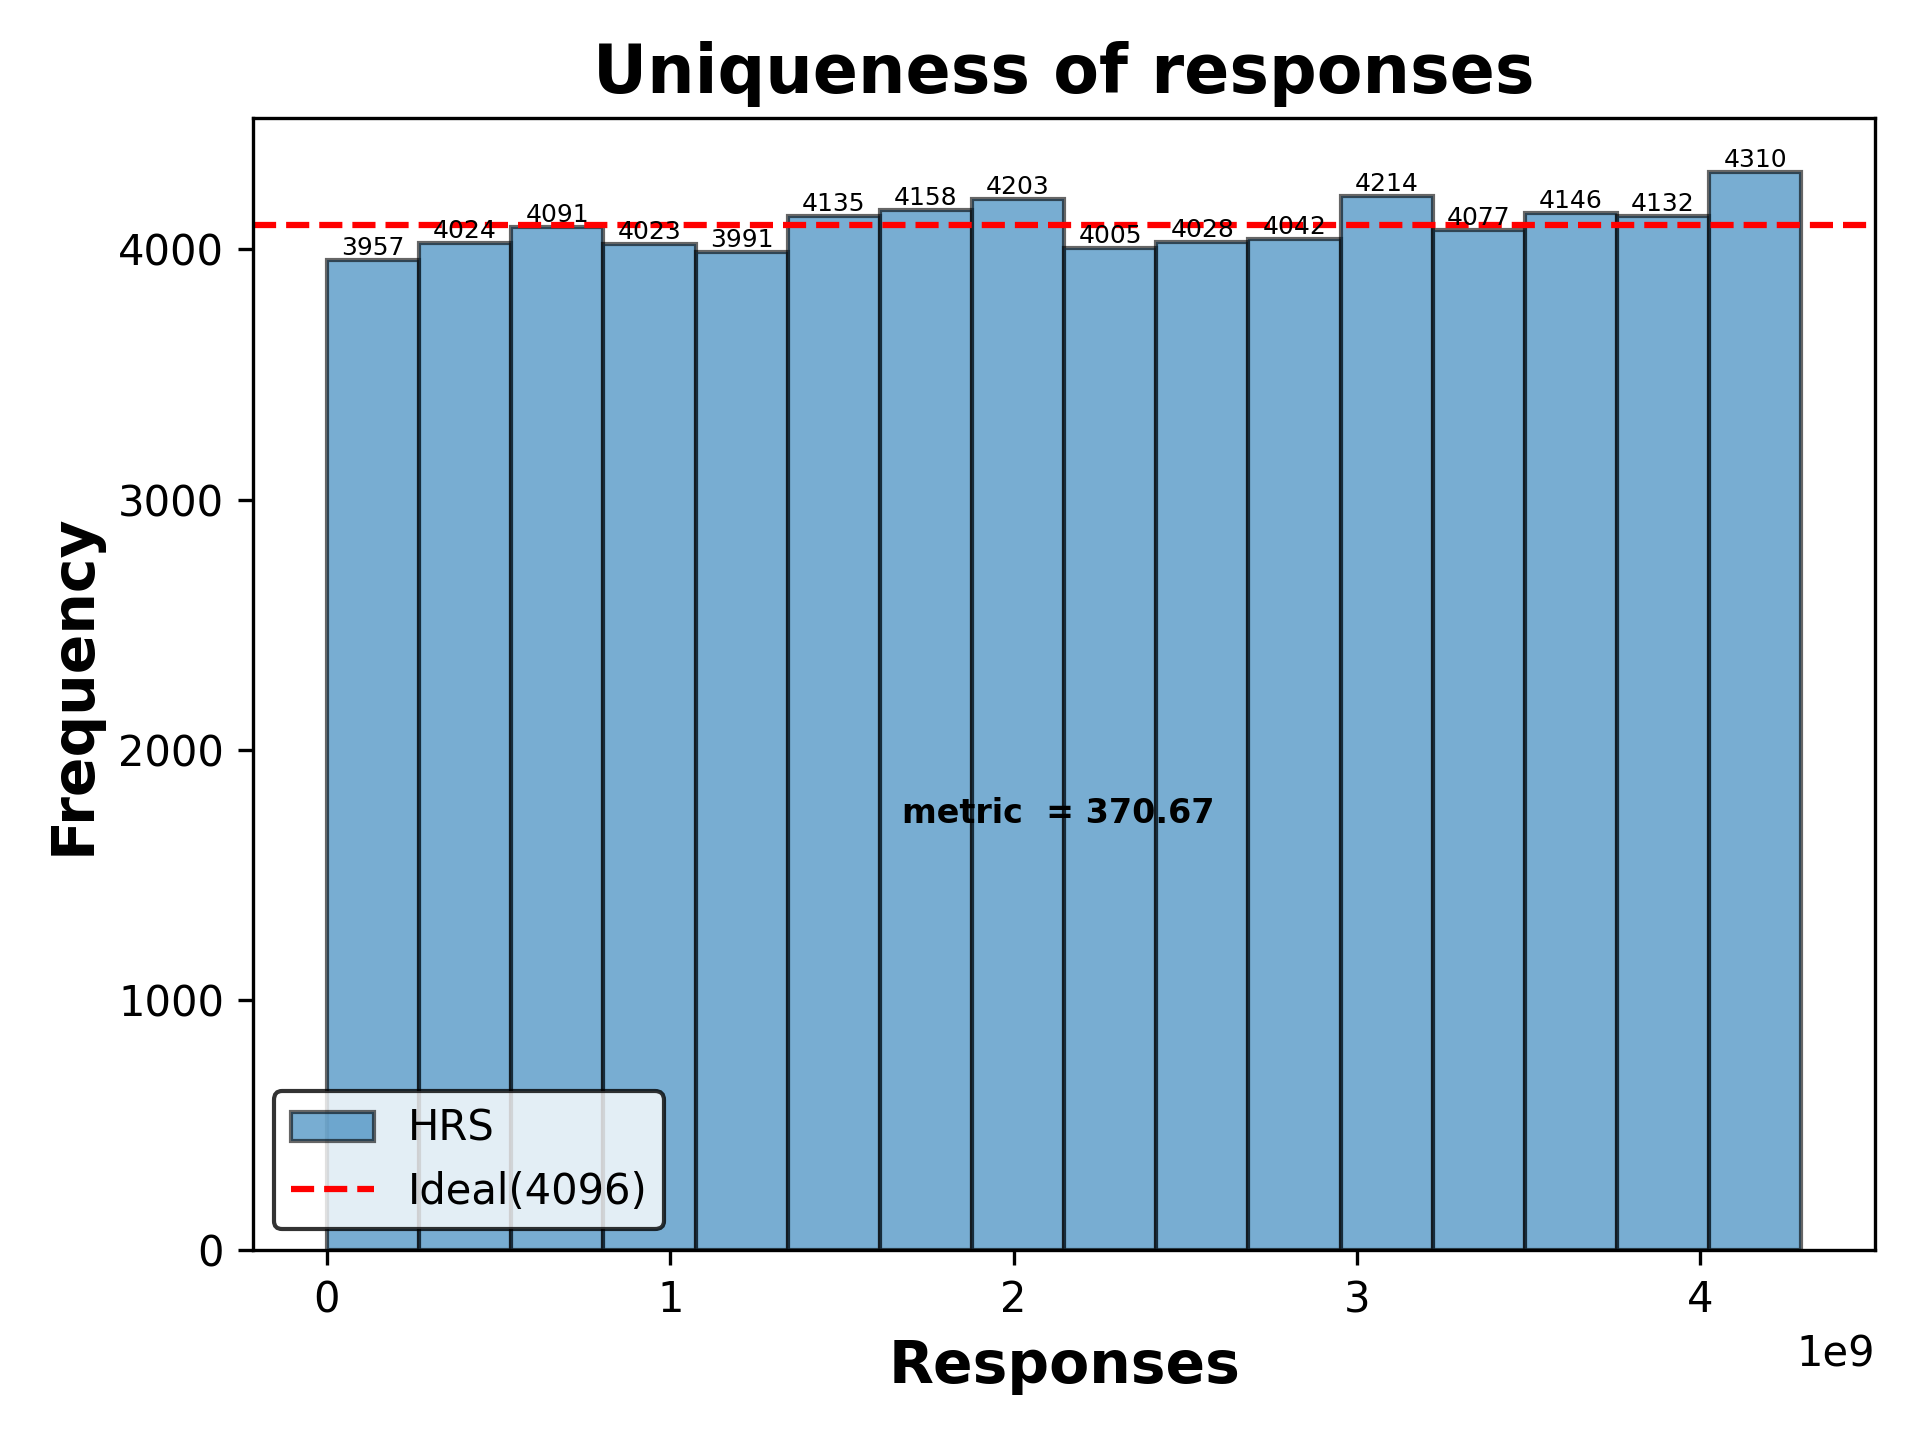 Uniqueness of responses
Frequency
4000
3000
2000
1000
0
3957
4024
4091
4023
3991
4135
4158
4203
4005
4028
4042
4214
4077
4146
4132
4310
metric = 370.67
HRS
Ideal(4096)
0 1 2 3 4
1e9
Responses